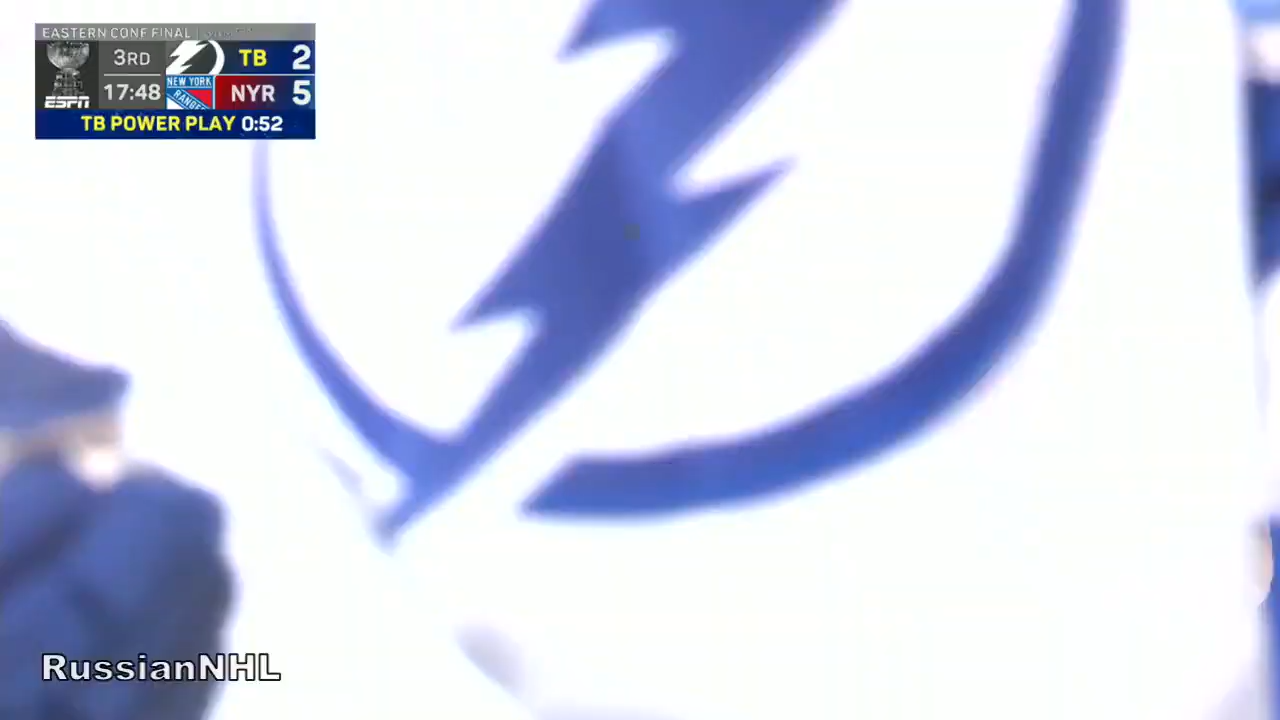 EASTERN CONF FINAL
3RD TB 2
17:48 NEW YORK RANGERS NYR 5
ESPN
TB POWER PLAY 0:52
RussianNHL